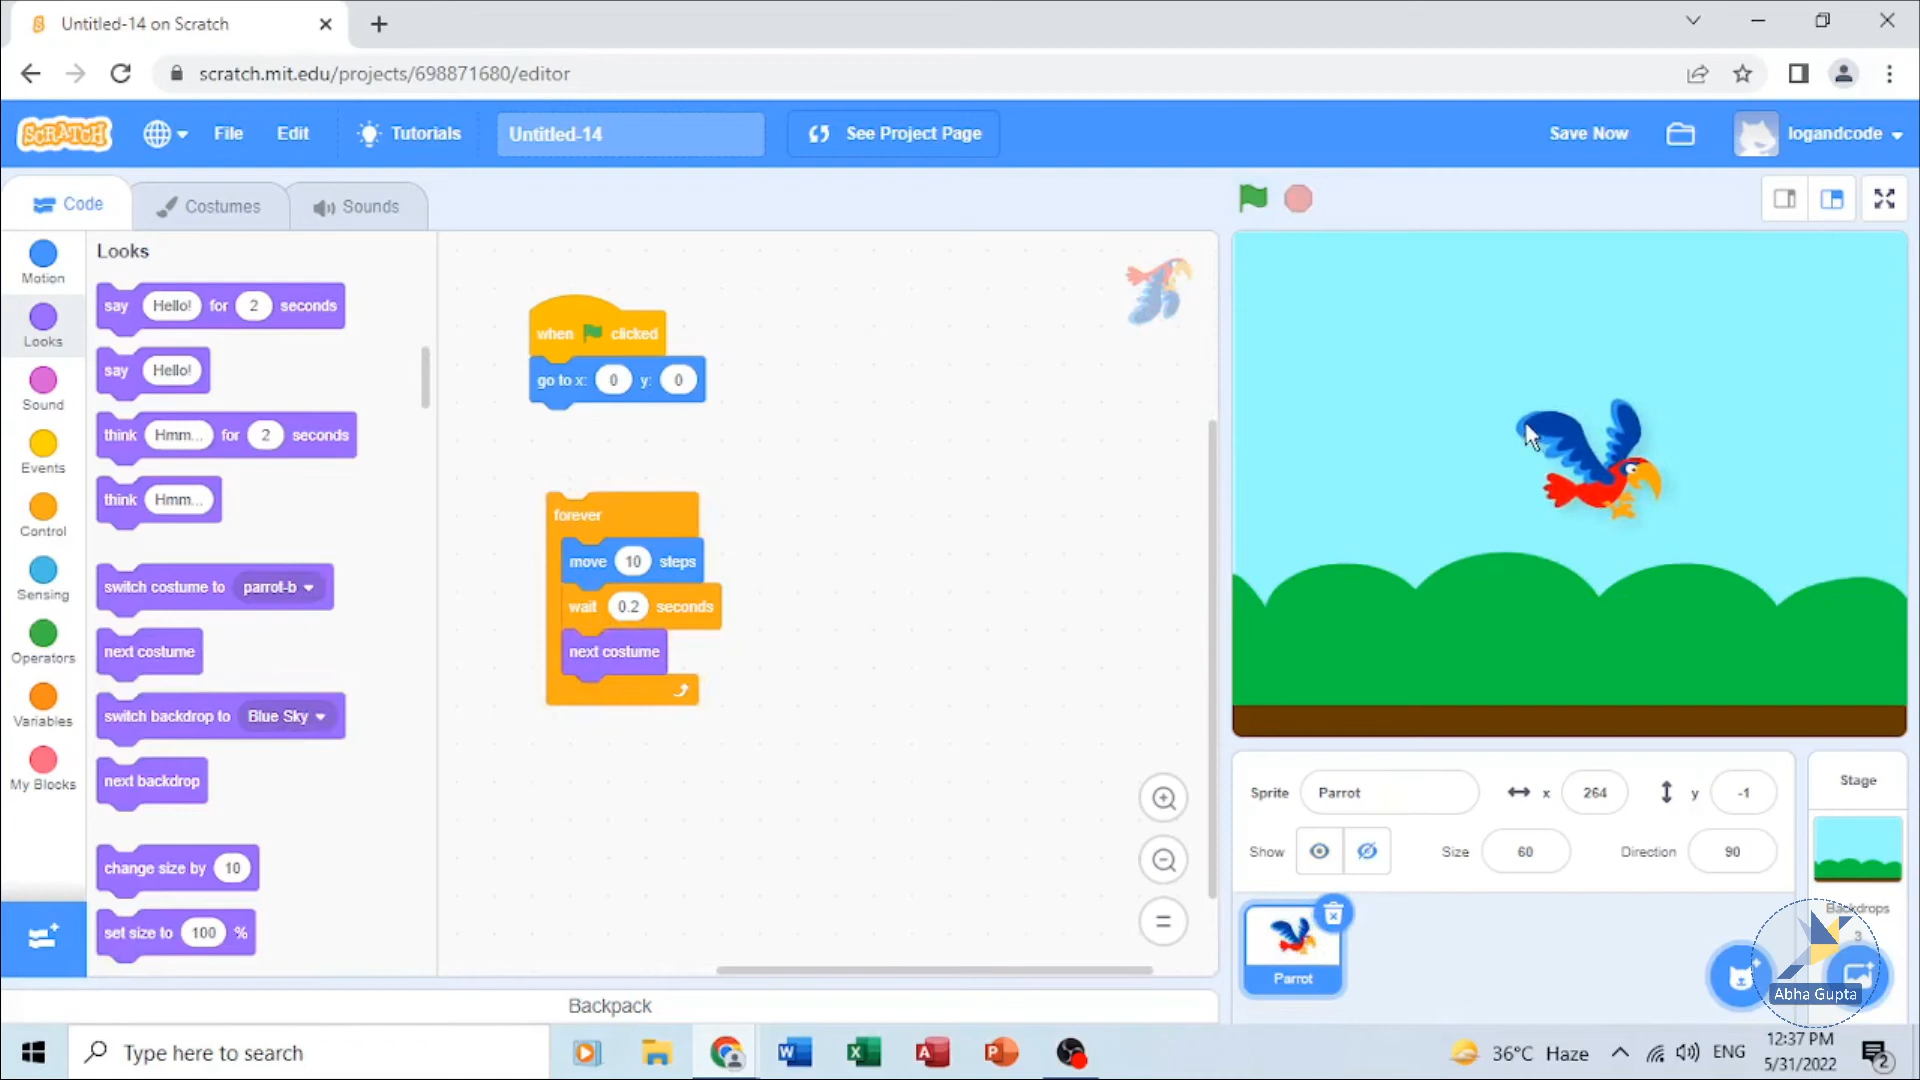 Untitled-14 on Scratch
scratch.mit.edu/projects/698871680/editor
SCRATCH
File
Edit
Tutorials
Untitled-14
See Project Page
Save Now
logandcode
Code
Costumes
Sounds
Motion
Looks
Sound
Events
Control
Sensing
Operators
Variables
My Blocks
Looks
say Hello! for 2 seconds
say Hello!
think Hmm... for 2 seconds
think Hmm...
switch costume to parrot-b
next costume
switch backdrop to Blue Sky
next backdrop
change size by 10
set size to 100 %
when clicked
go to x: 0 y: 0
forever
move 10 steps
wait 0.2 seconds
next costume
Backpack
Sprite Parrot x 264 y -1
Show Size 60 Direction 90
Parrot
Stage
Backdrops
3
Abha Gupta
Type here to search
36°C Haze
ENG
12:37 PM
5/31/2022
2